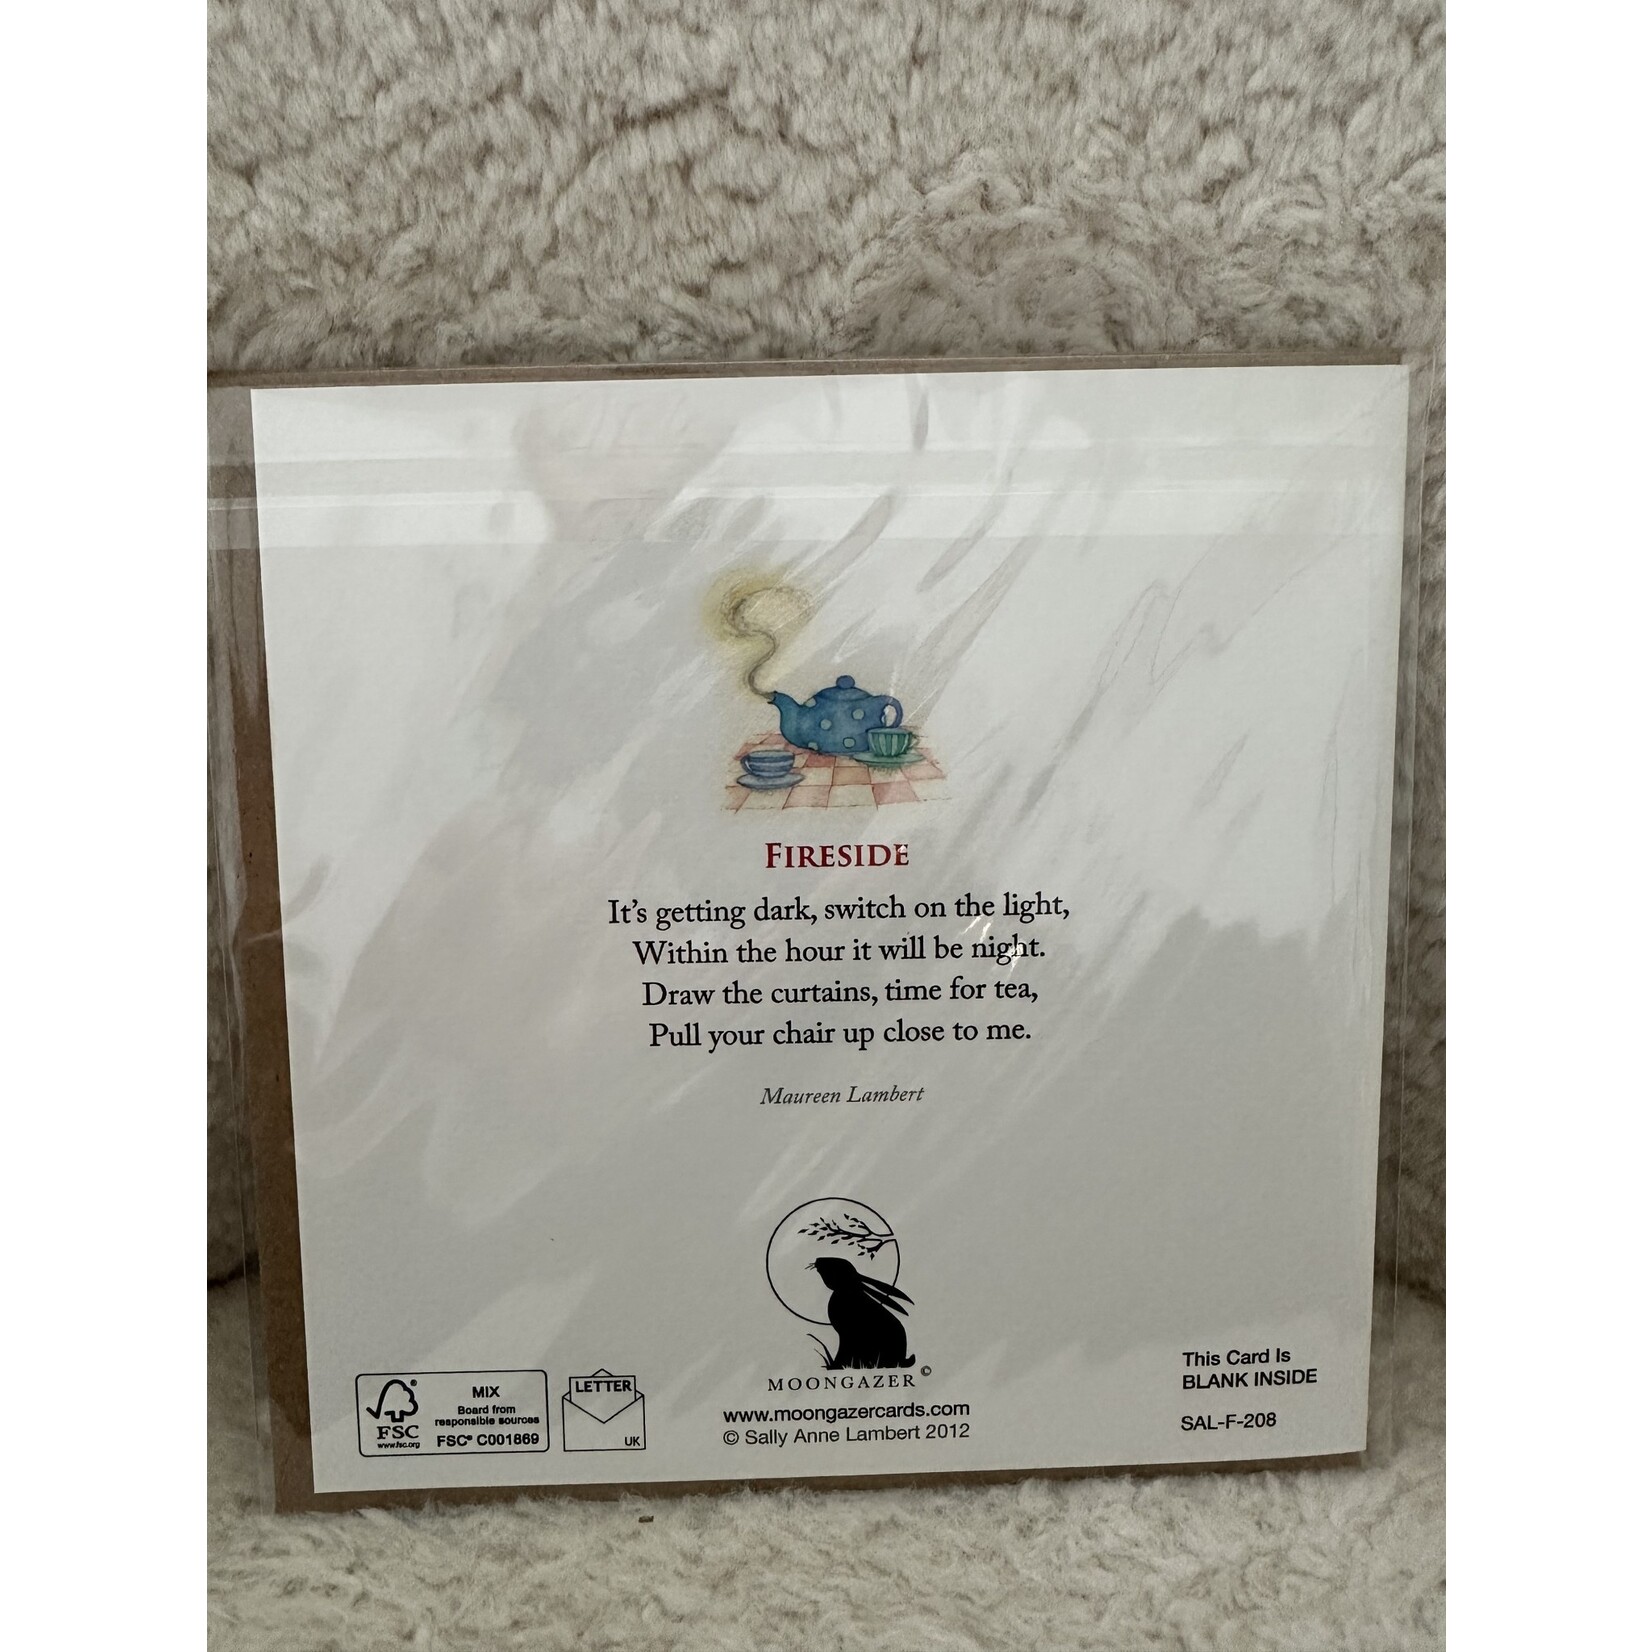 FIRESIDE
It's getting dark, switch on the light,
Within the hour it will be night.
Draw the curtains, time for tea,
Pull your chair up close to me.
Maureen Lambert
MOONGAZER©
www.moongazercards.com
© Sally Anne Lambert 2012
FSC®
www.fsc.org
MIX
Board from
responsible sources
FSC® C001869
LETTER
UK
This Card Is
BLANK INSIDE
SAL-F-208